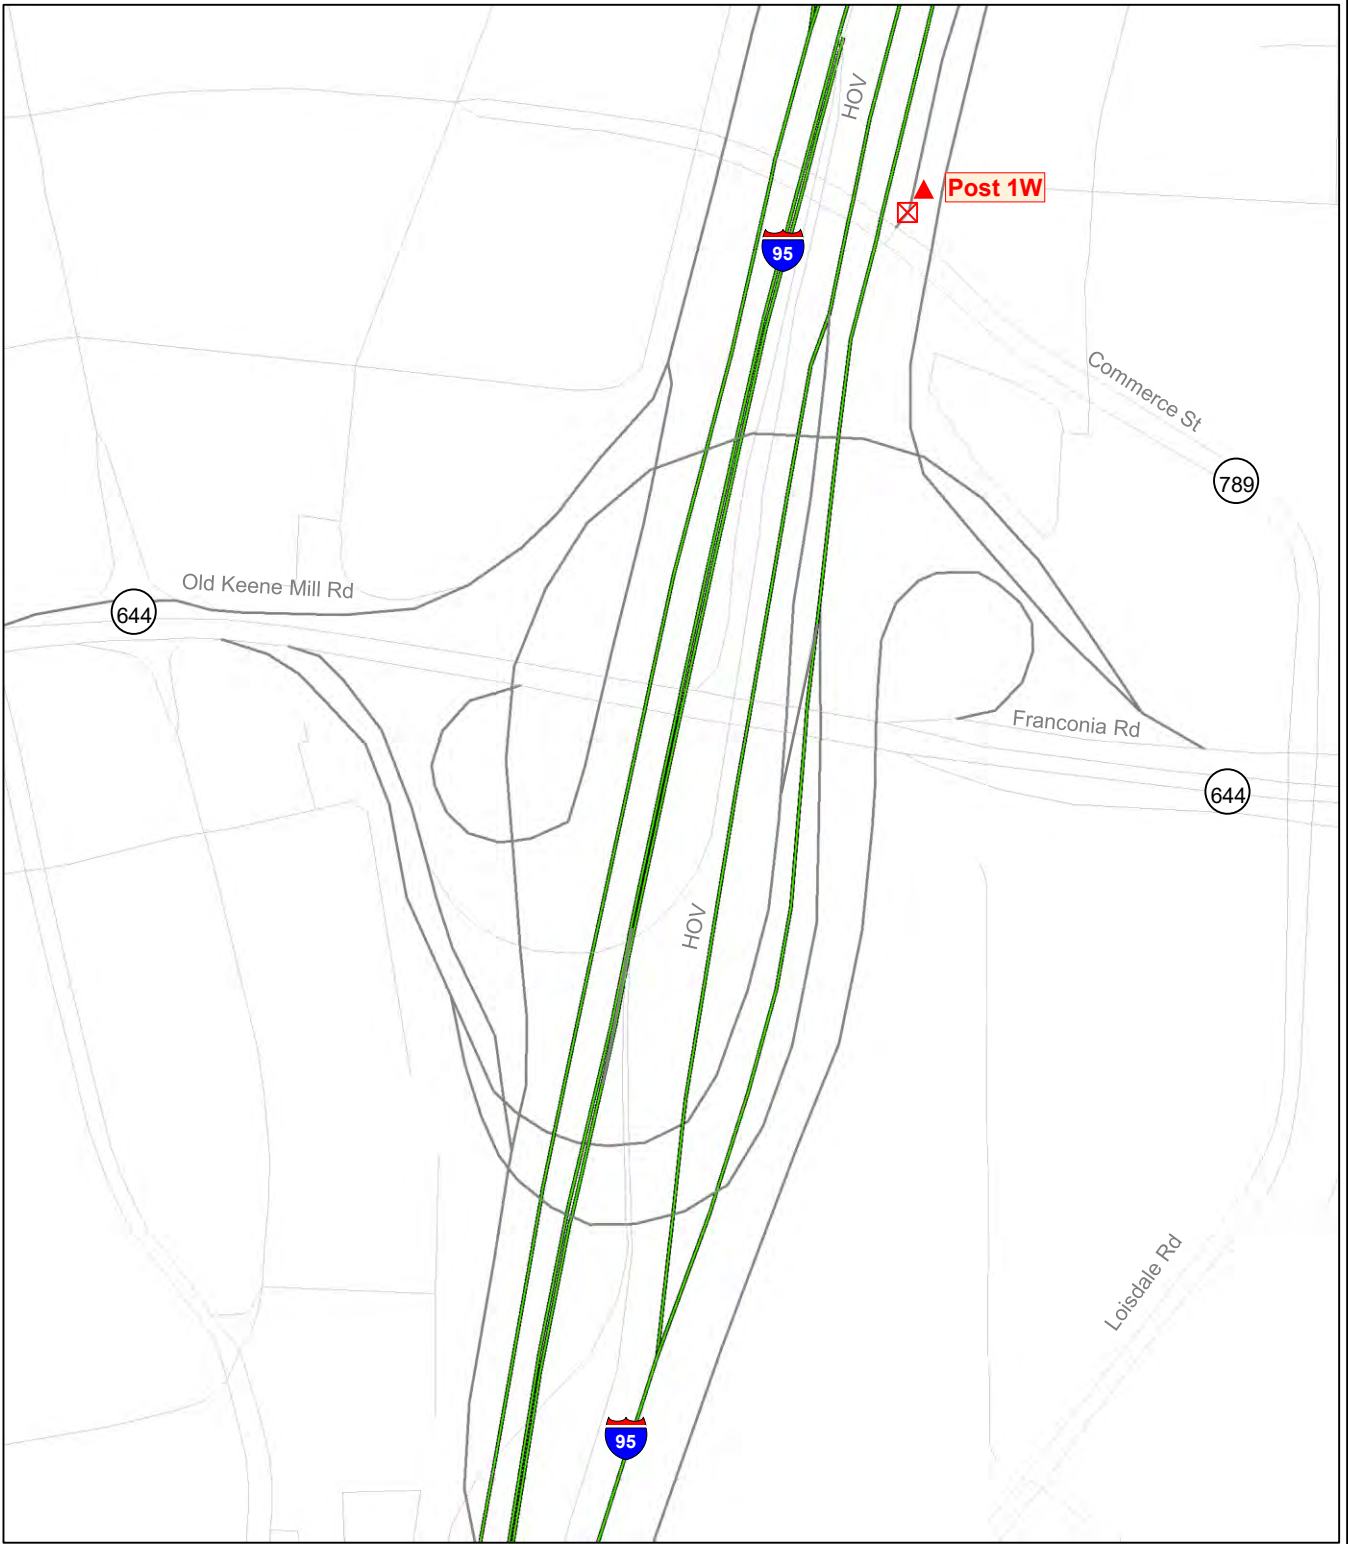 HOV
Post 1W
95
Commerce St
789
Old Keene Mill Rd
644
Franconia Rd
644
HOV
Loisdale Rd
95